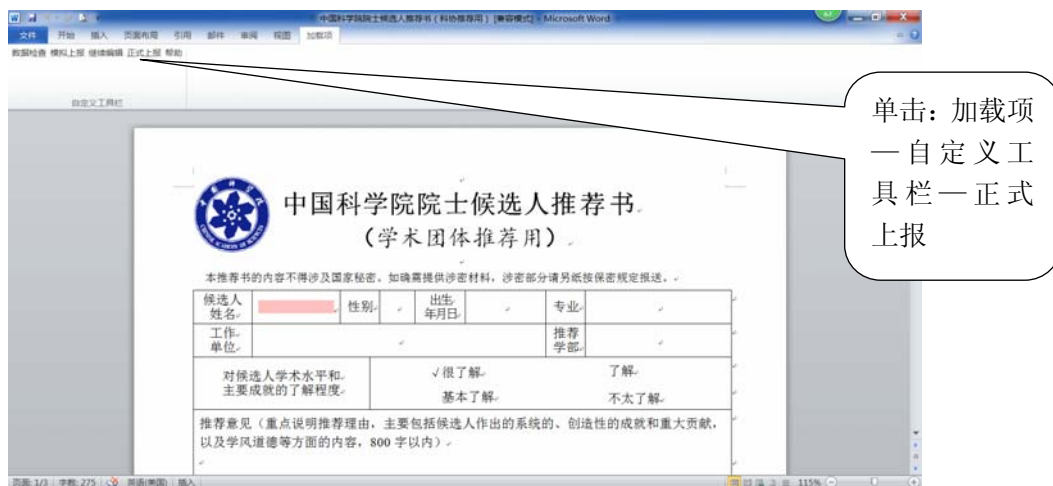 中国科学院院士候选人推荐书（科协推荐用）[兼容模式] - Microsoft Word
文件 开始 插入 页面布局 引用 邮件 审阅 视图 加载项
数据检查 模拟上报 继续编辑 正式上报 帮助
自定义工具栏
单击：加载项
—自定义工
具栏—正式
上报
中国科学院院士候选人推荐书
（学术团体推荐用）
本推荐书的内容不得涉及国家秘密。如确需提供涉密材料，涉密部分请另纸按保密规定报送。
候选人
姓名
性别
出生
年月日
专业
工作
单位
推荐
学部
对候选人学术水平和
主要成就的了解程度
√很了解 了解
基本了解 不太了解
推荐意见（重点说明推荐理由，主要包括候选人作出的系统的、创造性的成就和重大贡献，
以及学风道德等方面的内容，800 字以内）
页面: 1/3 字数: 275 英语(美国) 插入 115%